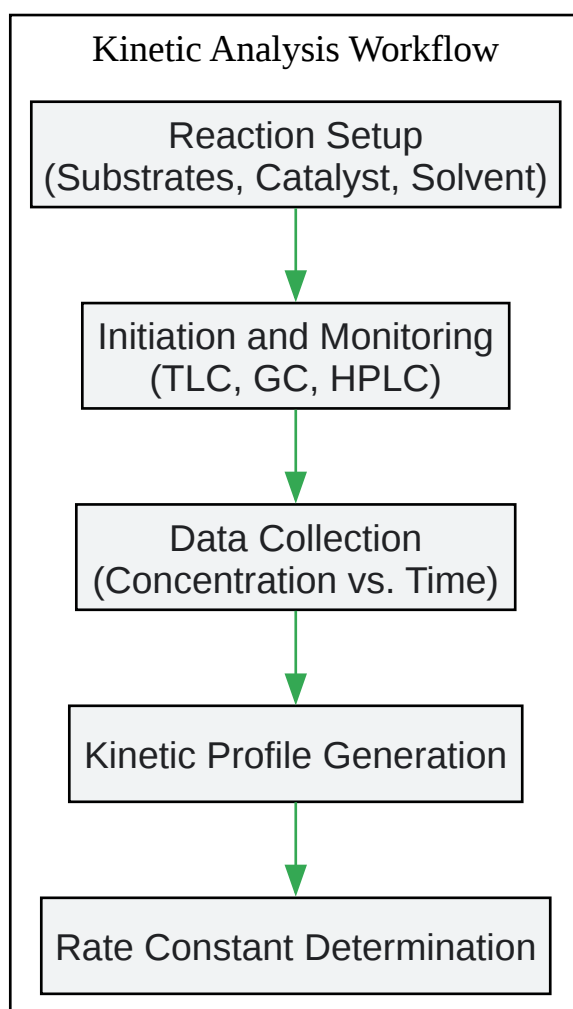 Kinetic Analysis Workflow
Reaction Setup
(Substrates, Catalyst, Solvent)
Initiation and Monitoring
(TLC, GC, HPLC)
Data Collection
(Concentration vs. Time)
Kinetic Profile Generation
Rate Constant Determination